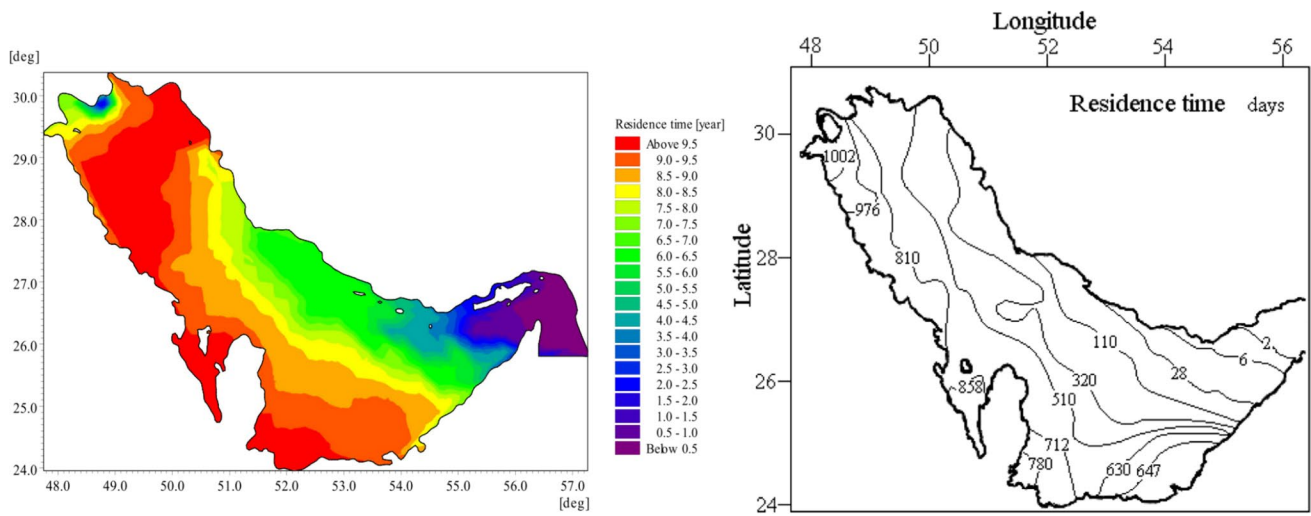 [deg]
30.0
29.0
28.0
27.0
26.0
25.0
24.0
48.0 49.0 50.0 51.0 52.0 53.0 54.0 55.0 56.0 57.0
[deg]
Residence time [year]
Above 9.5
9.0 - 9.5
8.5 - 9.0
8.0 - 8.5
7.5 - 8.0
7.0 - 7.5
6.5 - 7.0
6.0 - 6.5
5.5 - 6.0
5.0 - 5.5
4.5 - 5.0
4.0 - 4.5
3.5 - 4.0
3.0 - 3.5
2.5 - 3.0
2.0 - 2.5
1.5 - 2.0
1.0 - 1.5
0.5 - 1.0
Below 0.5
Longitude
48 50 52 54 56
Residence time days
Latitude
30
28
26
24
1002
976
810
110
2
6
28
320
858
510
712
780
630
647